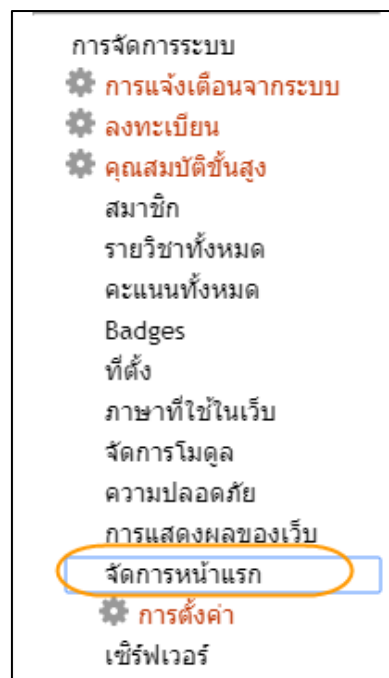 การจัดการระบบ
การแจ้งเตือนจากระบบ
ลงทะเบียน
คุณสมบัติขั้นสูง
สมาชิก
รายวิชาทั้งหมด
คะแนนทั้งหมด
Badges
ที่ตั้ง
ภาษาที่ใช้ในเว็บ
จัดการโมดูล
ความปลอดภัย
การแสดงผลของเว็บ
จัดการหน้าแรก
การตั้งค่า
เซิร์ฟเวอร์